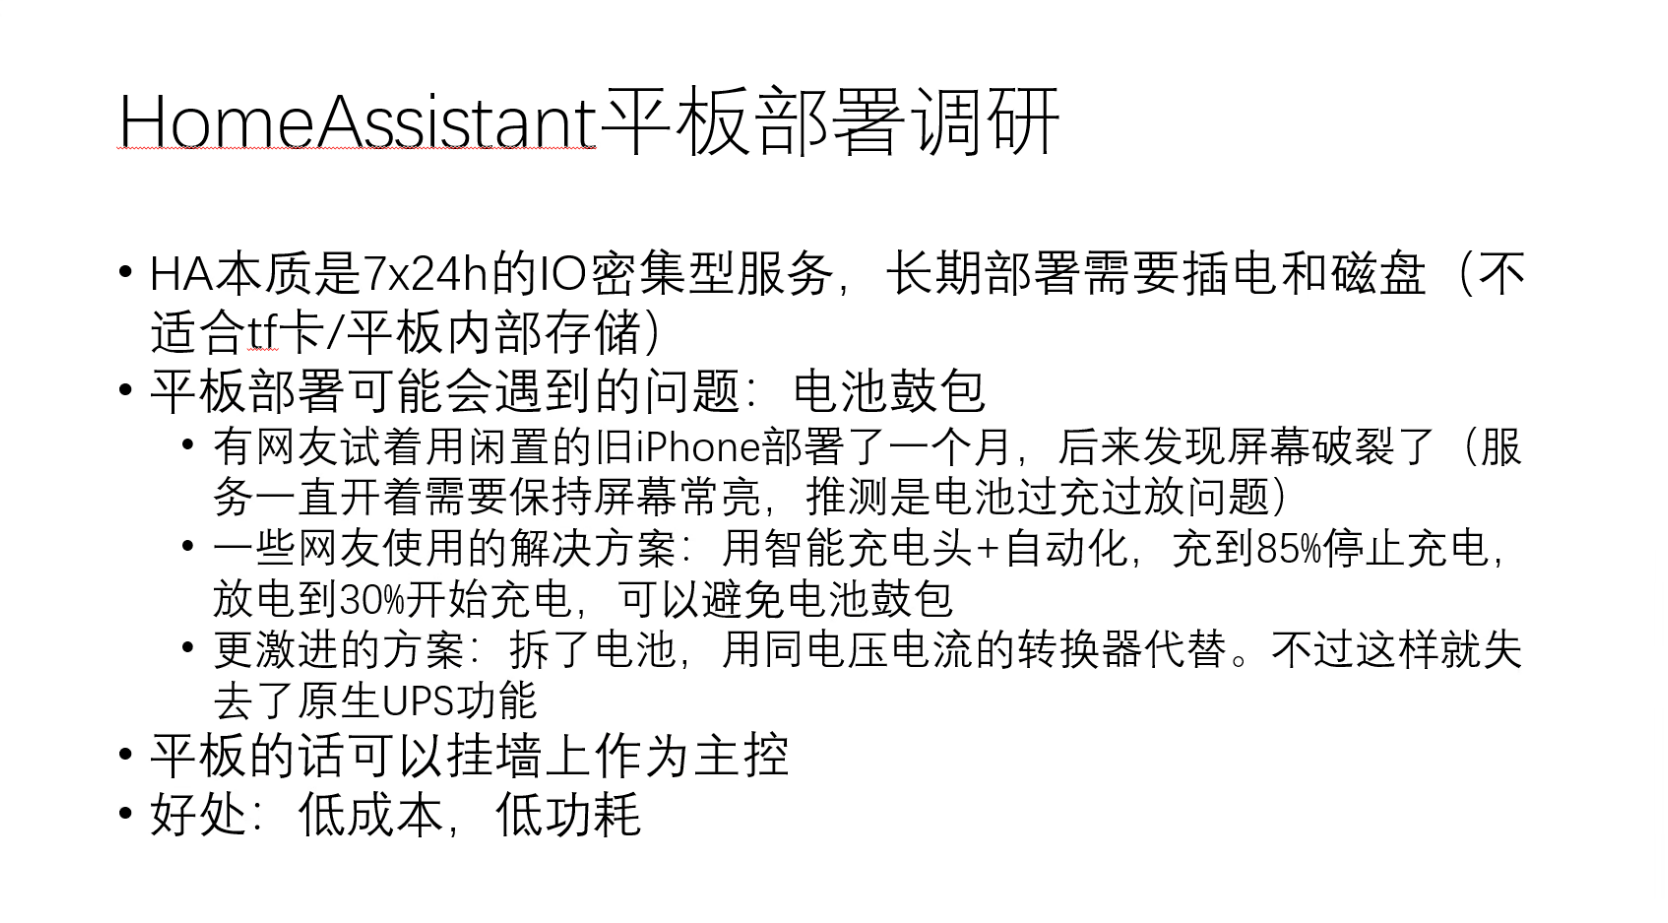 HomeAssistant平板部署调研
• HA本质是7x24h的IO密集型服务，长期部署需要插电和磁盘（不
适合tf卡/平板内部存储）
• 平板部署可能会遇到的问题：电池鼓包
• 有网友试着用闲置的旧iPhone部署了一个月，后来发现屏幕破裂了（服
务一直开着需要保持屏幕常亮，推测是电池过充过放问题）
• 一些网友使用的解决方案：用智能充电头+自动化，充到85%停止充电，
放电到30%开始充电，可以避免电池鼓包
• 更激进的方案：拆了电池，用同电压电流的转换器代替。不过这样就失
去了原生UPS功能
• 平板的话可以挂墙上作为主控
• 好处：低成本，低功耗